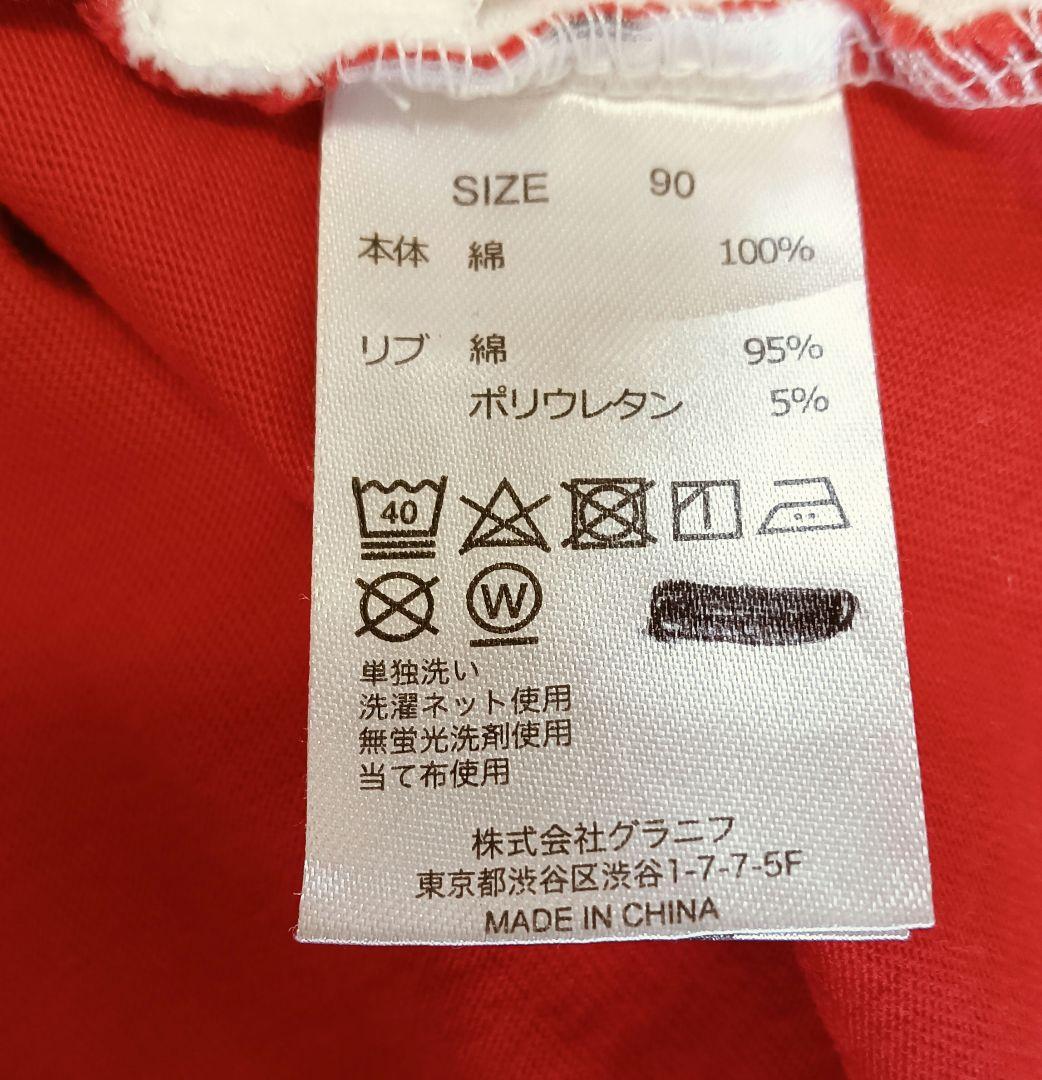 SIZE 90
本体 綿 100%
リブ 綿 95%
ポリウレタン 5%
40
W
単独洗い
洗濯ネット使用
無蛍光洗剤使用
当て布使用
株式会社グラニフ
東京都渋谷区渋谷1-7-7-5F
MADE IN CHINA